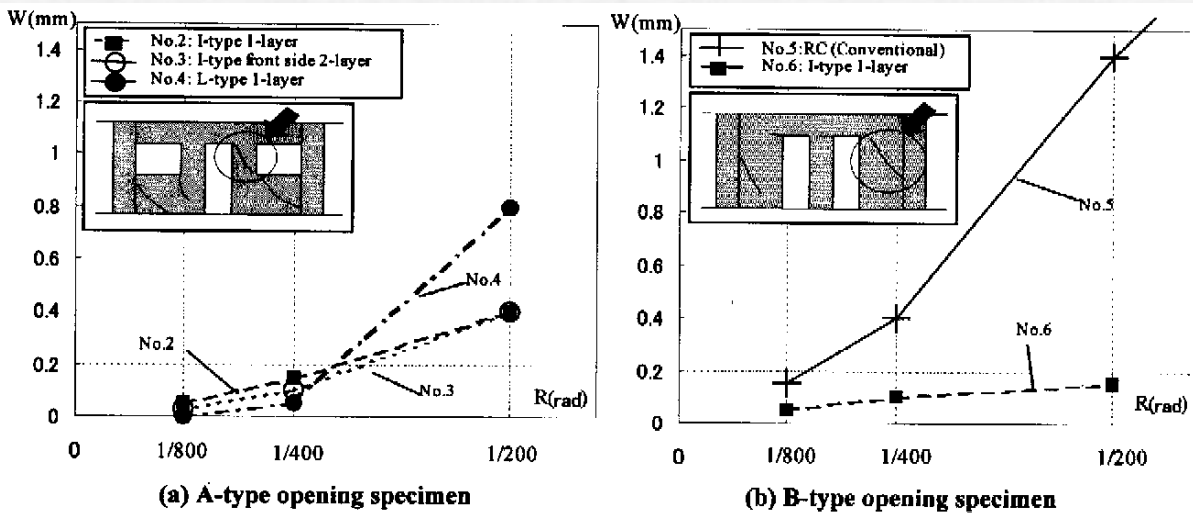 W(mm)
1.4
1.2
1
0.8
0.6
0.4
0.2
0
No.2: I-type 1-layer
No.3: I-type front side 2-layer
No.4: L-type 1-layer
No.4
No.2
No.3
R(rad)
0
1/800
1/400
1/200
(a) A-type opening specimen
W(mm)
1.4
1.2
1
0.8
0.6
0.4
0.2
0
No.5:RC (Conventional)
No.6: I-type 1-layer
No.5
No.6
R(rad)
0
1/800
1/400
1/200
(b) B-type opening specimen